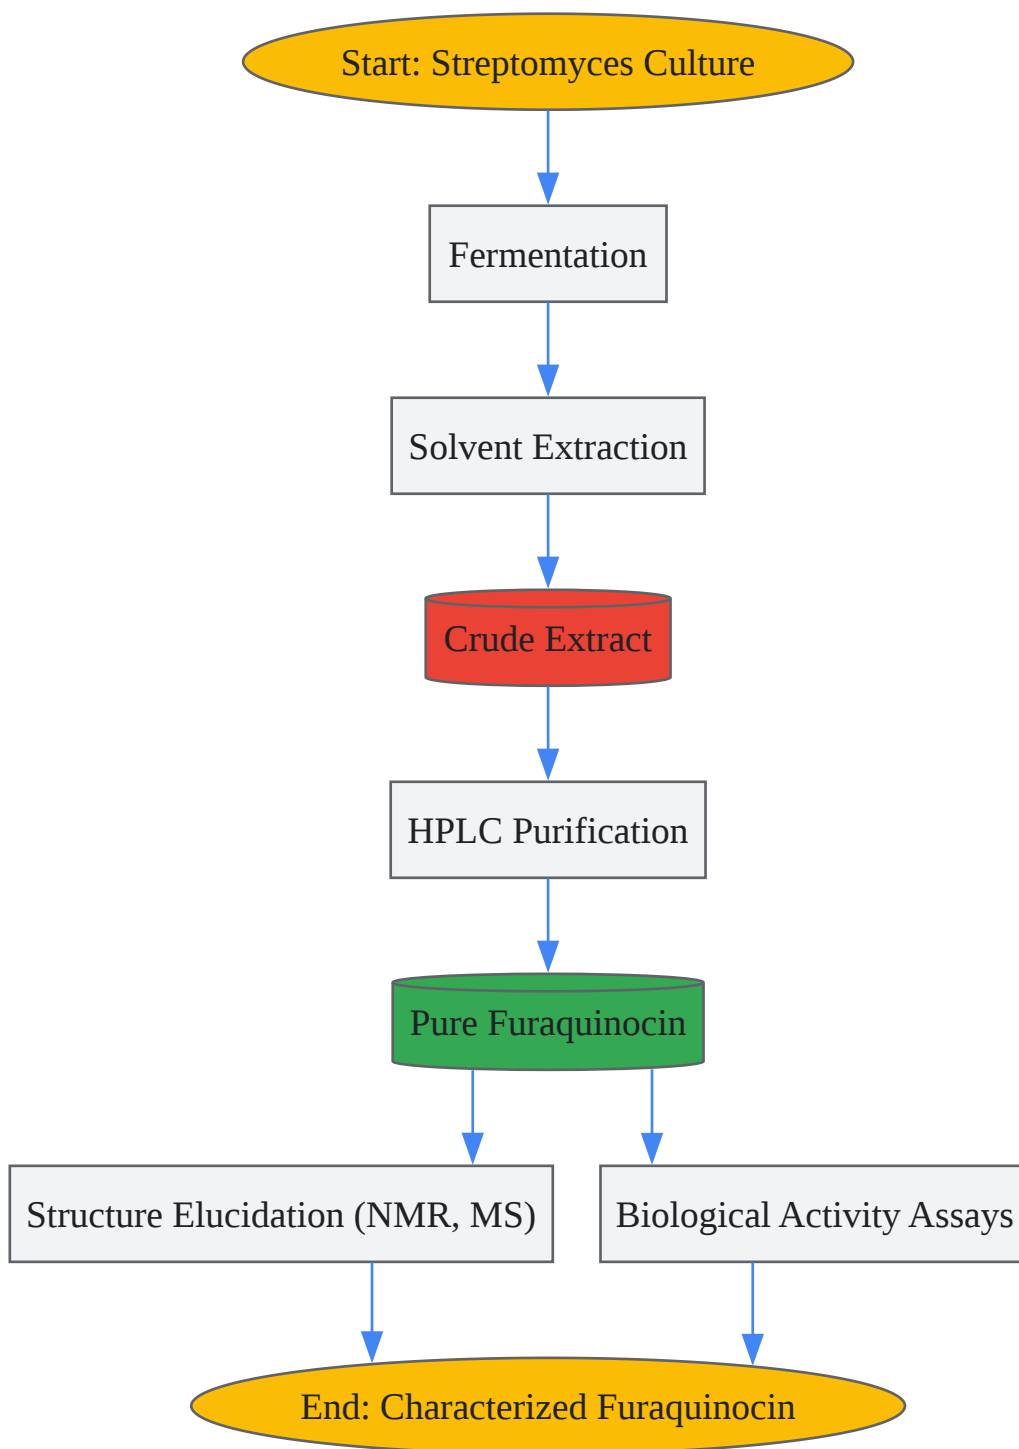 Start: Streptomyces Culture
Fermentation
Solvent Extraction
Crude Extract
HPLC Purification
Pure Furaquinocin
Structure Elucidation (NMR, MS)
Biological Activity Assays
End: Characterized Furaquinocin